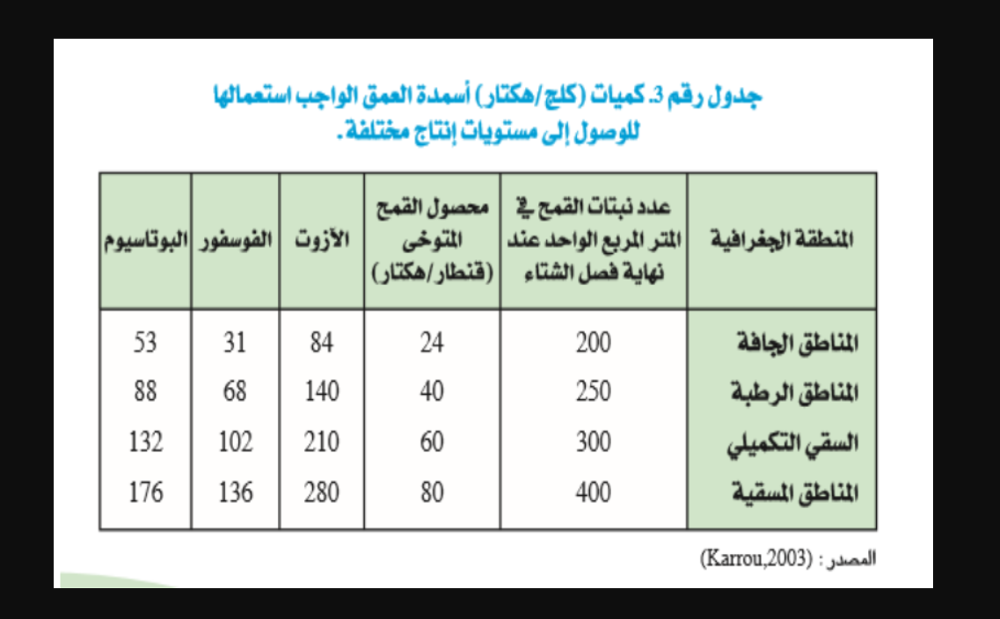 جدول رقم 3. كميات (كلج/هكتار) أسمدة العمق الواجب استعمالها
للوصول إلى مستويات إنتاج مختلفة.
المنطقة الجغرافية
عدد نبتات القمح في
المتر المربع الواحد عند
نهاية فصل الشتاء
محصول القمح
المتوخى
(قنطار/هكتار)
الآزوت
الفوسفور
البوتاسيوم
المناطق الجافة 200 24 84 31 53
المناطق الرطبة 250 40 140 68 88
السقي التكميلي 300 60 210 102 132
المناطق المسقية 400 80 280 136 176
المصدر : (Karrou,2003)